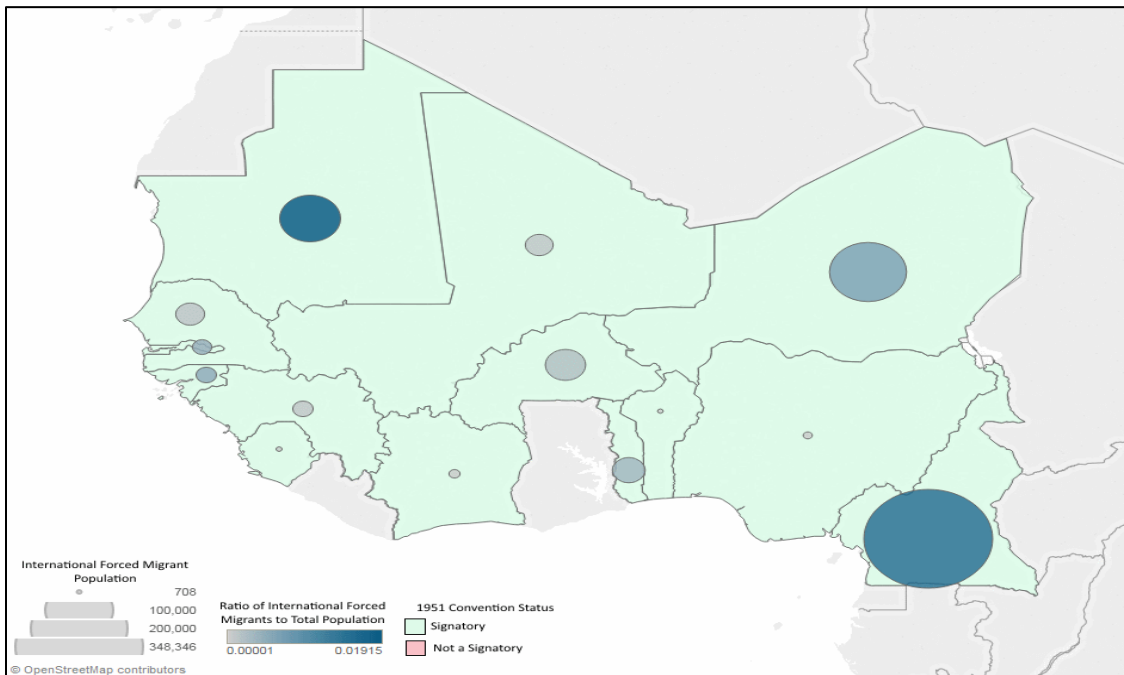 International Forced Migrant
Population
708
100,000
200,000
348,346
Ratio of International Forced
Migrants to Total Population
0.00001 0.01915
1951 Convention Status
Signatory
Not a Signatory
© OpenStreetMap contributors